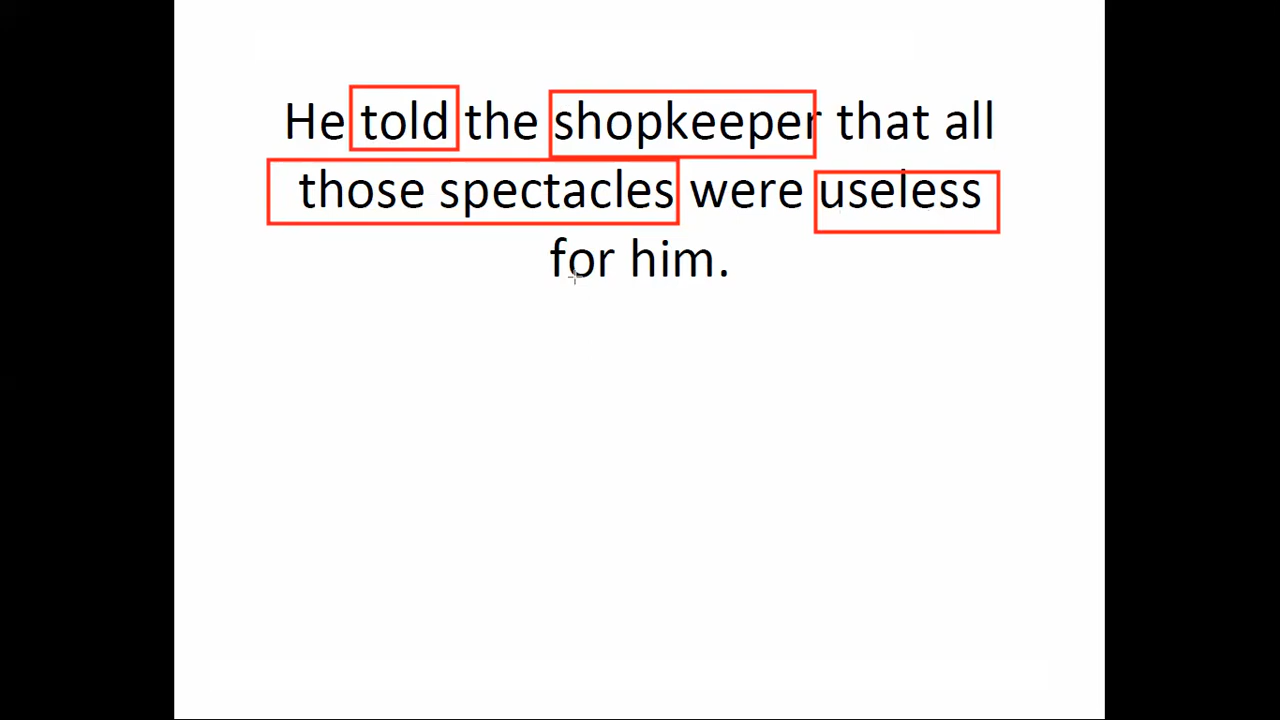 He told the shopkeeper that all
those spectacles were useless
for him.